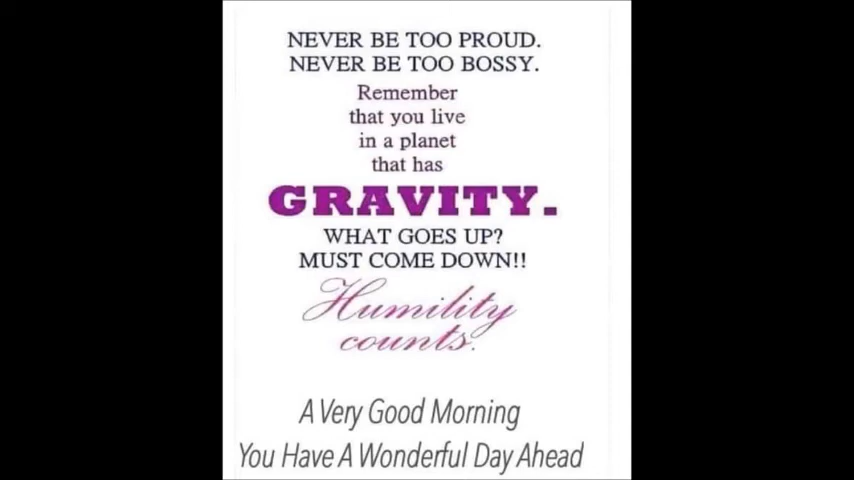 NEVER BE TOO PROUD.
NEVER BE TOO BOSSY.
Remember
that you live
in a planet
that has
GRAVITY.
WHAT GOES UP?
MUST COME DOWN!!
Humility
counts.
A Very Good Morning
You Have A Wonderful Day Ahead